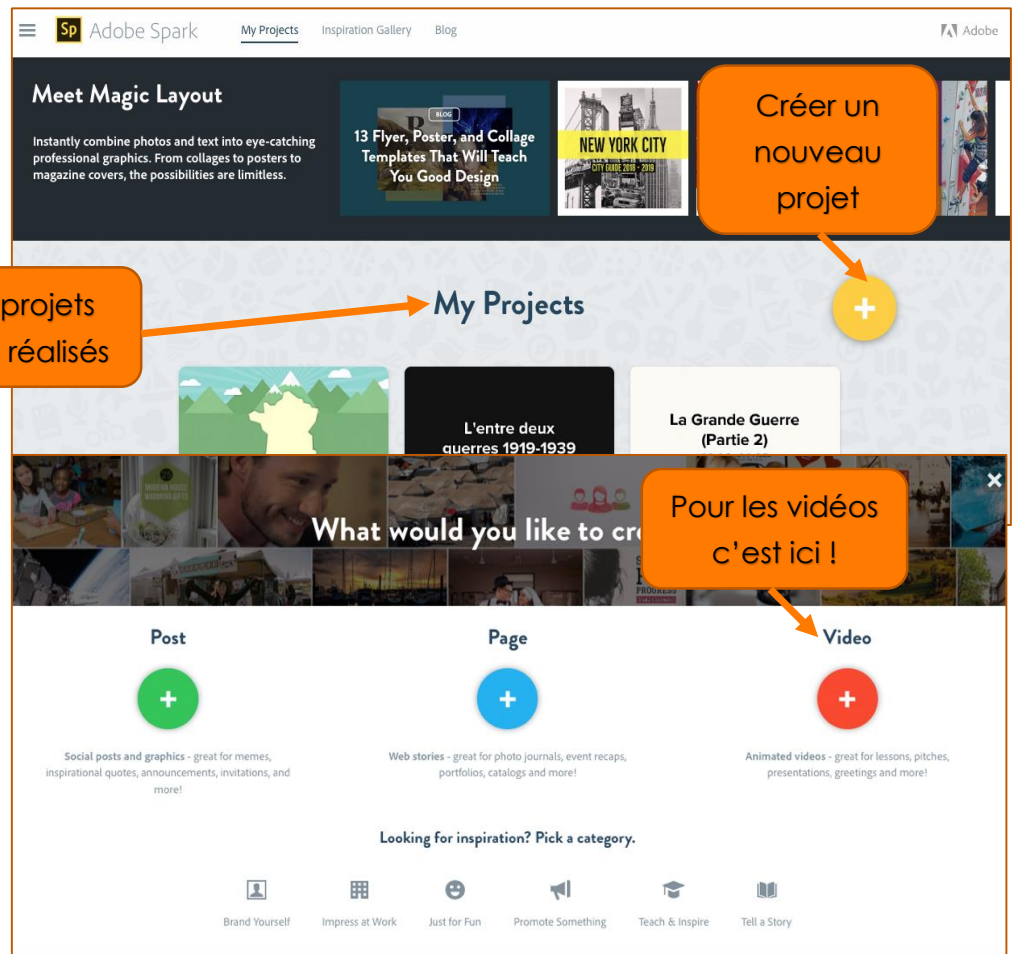 Sp Adobe Spark My Projects Inspiration Gallery Blog Adobe
Meet Magic Layout
Instantly combine photos and text into eye-catching
professional graphics. From collages to posters to
magazine covers, the possibilities are limitless.
BLOG
13 Flyer, Poster, and Collage
Templates That Will Teach
You Good Design
NEW YORK CITY
CITY GUIDE 2018 - 2019
Créer un
nouveau
projet
projets
réalisés
My Projects
L'entre deux
guerres 1919-1939
La Grande Guerre
(Partie 2)
What would you like to
Pour les vidéos
c'est ici !
PROGRESS
Post
Page
Video
Social posts and graphics - great for memes,
inspirational quotes, announcements, invitations, and
more!
Web stories - great for photo journals, event recaps,
portfolios, catalogs and more!
Animated videos - great for lessons, pitches,
presentations, greetings and more!
Looking for inspiration? Pick a category.
Brand Yourself
Impress at Work
Just for Fun
Promote Something
Teach & Inspire
Tell a Story